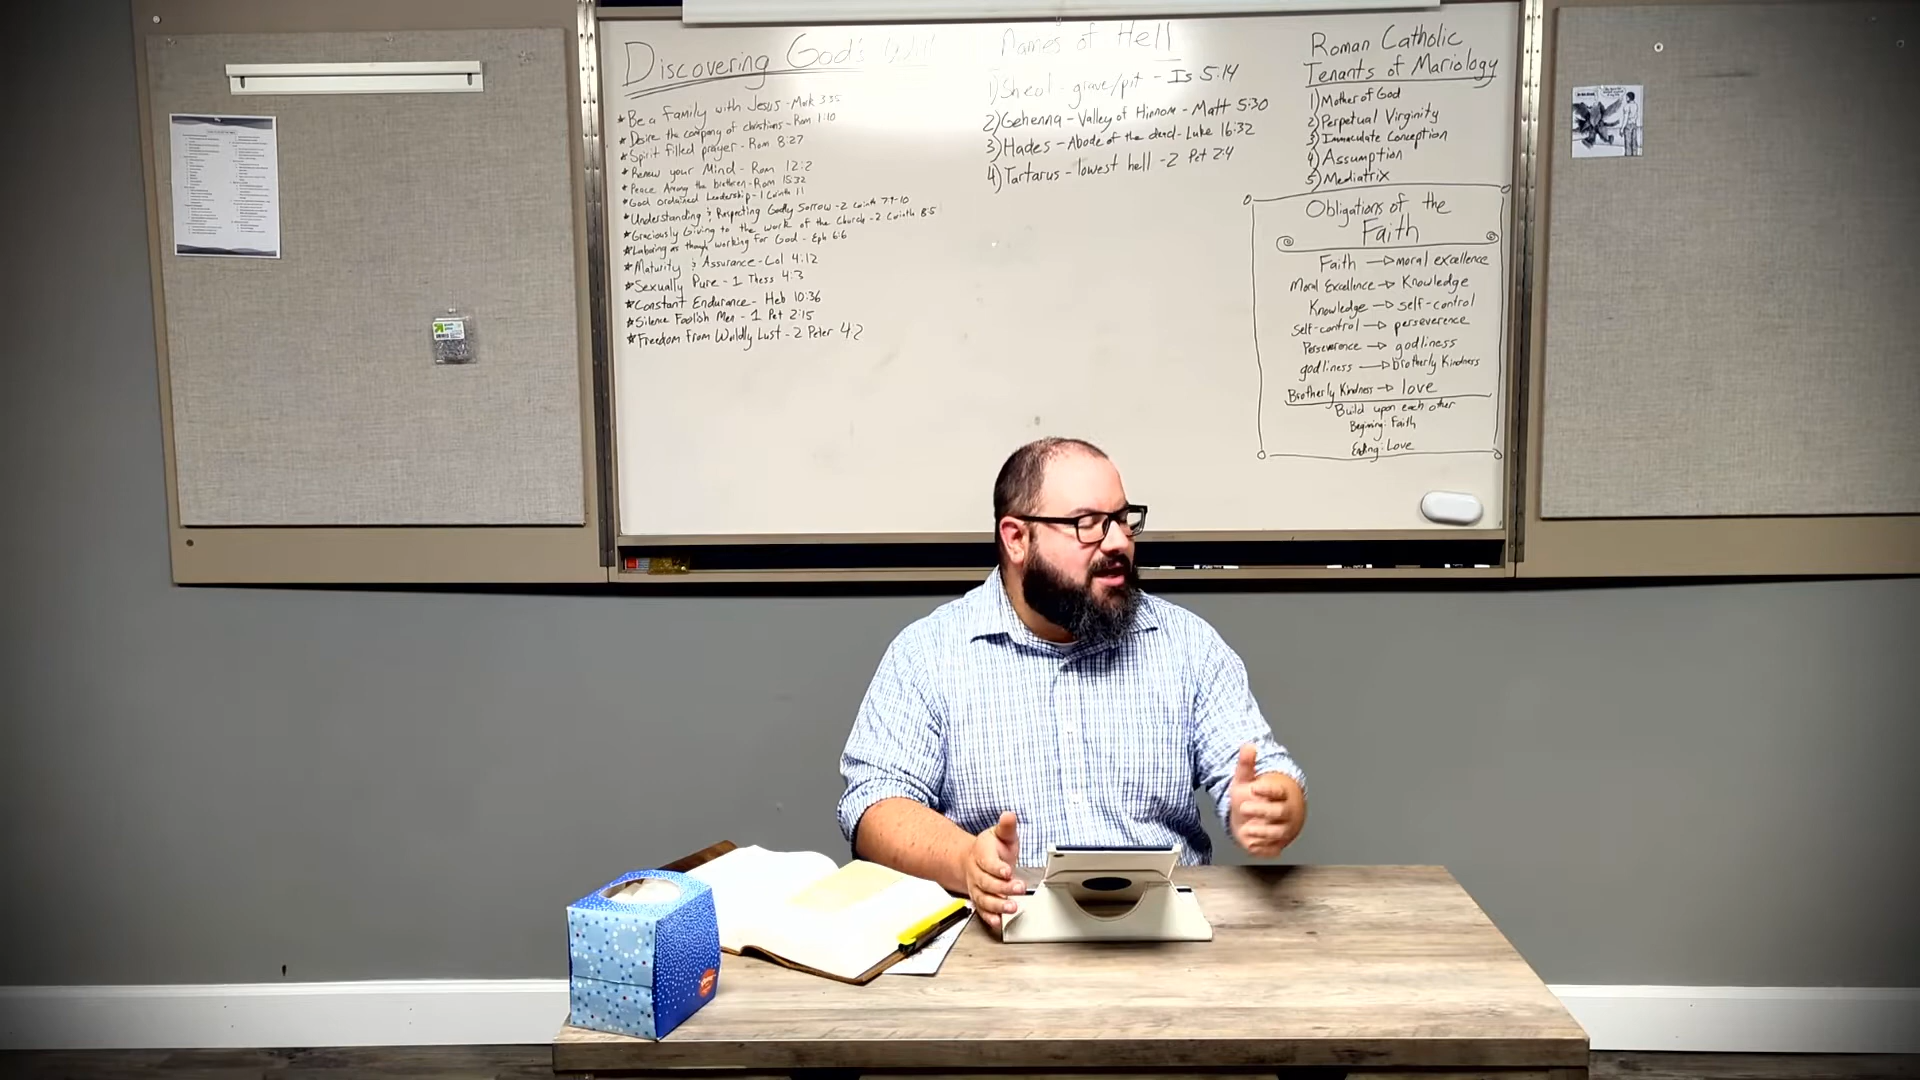 Discovering God's Will
* Be a family with Jesus - Mark 3:35
* Desire the company of christians - Rom 1:10
* Spirit filled prayer - Rom 8:27
* Renew your Mind - Rom 12:2
* Peace Among the brethren - Rom 15:32
* God ordained Leadership - 1 Corinth 1:1
* Understanding & Respecting Godly Sorrow - 2 Corinth 7:9-10
* Graciously Giving to the work of the Church - 2 Corinth 8:5
* Laboring as though working for God - Eph 6:6
* Maturity & Assurance - Col 4:12
* Sexually Pure - 1 Thess 4:3
* Constant Endurance - Heb 10:36
* Silence Foolish Men - 1 Pet 2:15
* Freedom from Worldly Lust - 2 Peter 4:2
Names of Hell
1) Sheol - grave/pit - Is 5:14
2) Gehenna - Valley of Hinnom - Matt 5:30
3) Hades - Abode of the dead - Luke 16:32
4) Tartarus - lowest hell - 2 Pet 2:4
Roman Catholic
Tenants of Mariology
1) Mother of God
2) Perpetual Virginity
3) Immaculate Conception
4) Assumption
5) Mediatrix
Obligations of the
Faith
Faith → moral excellence
Moral Excellence → Knowledge
Knowledge → self-control
Self-control → perseverence
Perseverence → godliness
godliness → Brotherly Kindness
Brotherly Kindness → love
Build upon each other
Begining: Faith
Ending: Love